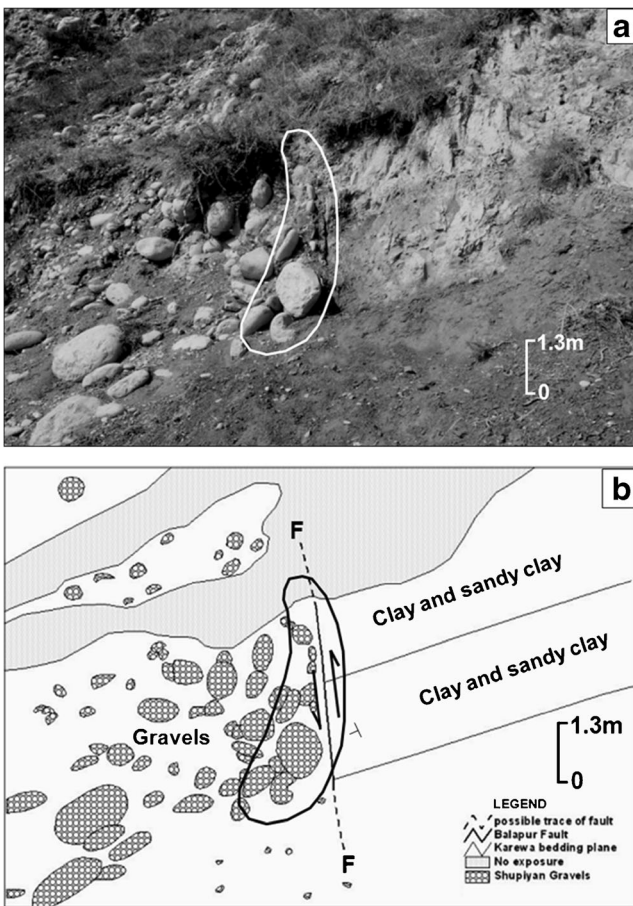 a
1.3m
0
b
F
Clay and sandy clay
Clay and sandy clay
Gravels
1.3m
0
F
LEGEND
possible trace of fault
Balapur Fault
Karewa bedding plane
No exposure
Shupiyan Gravels